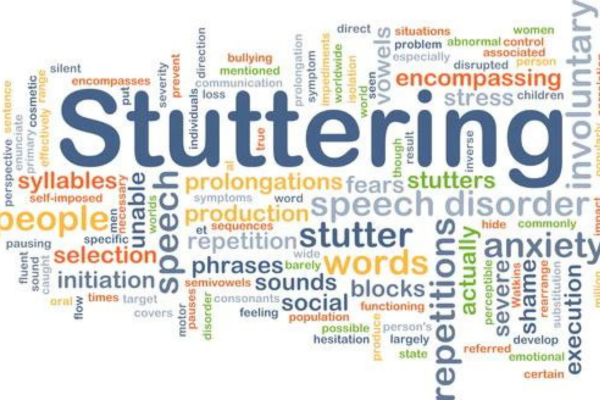 Stuttering
silent
encompasses
put
severity
prevent
direction
individuals
loss
bullying
mentioned
communication
true
prolongation
symptom
impediments
worldwide
isolation
direct
world
seen
vowels
situations
problem
especially
abnormal
control
women
associated
disrupted
person
encompassing
stress
children
involuntary
sentence
enunciate
perspective
primary
cosmetic
effectively
range
syllables
self-imposed
people
necessary
men
unable
worlds
speech
al
prolongations
fears
though
result
stutters
inverse
symptoms
word
production
speech disorder
et
sequences
repetition
stutter
hide
commonly
impact
pausing
specific
selection
phrases
barely
wide
words
actually
anxiety
fluent
sound
caught
initiation
semivowels
sounds
blocks
repetitions
perceptible
severe
Watkins
shame
rearrange
substitution
execution
million
oral
flow
times
target
covers
motor
pauses
disorder
consonants
social
feeling
population
functioning
possible
hesitation
produce
person's
largely
state
referred
develop
emotional
certain